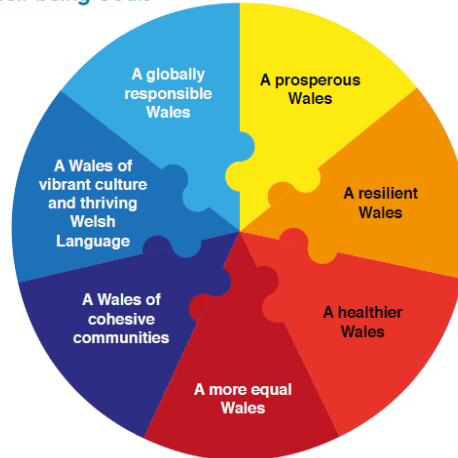 A prosperous
Wales
A resilient
Wales
A healthier
Wales
A more equal
Wales
A Wales of
cohesive
communities
A Wales of
vibrant culture
and thriving
Welsh
Language
A globally
responsible
Wales